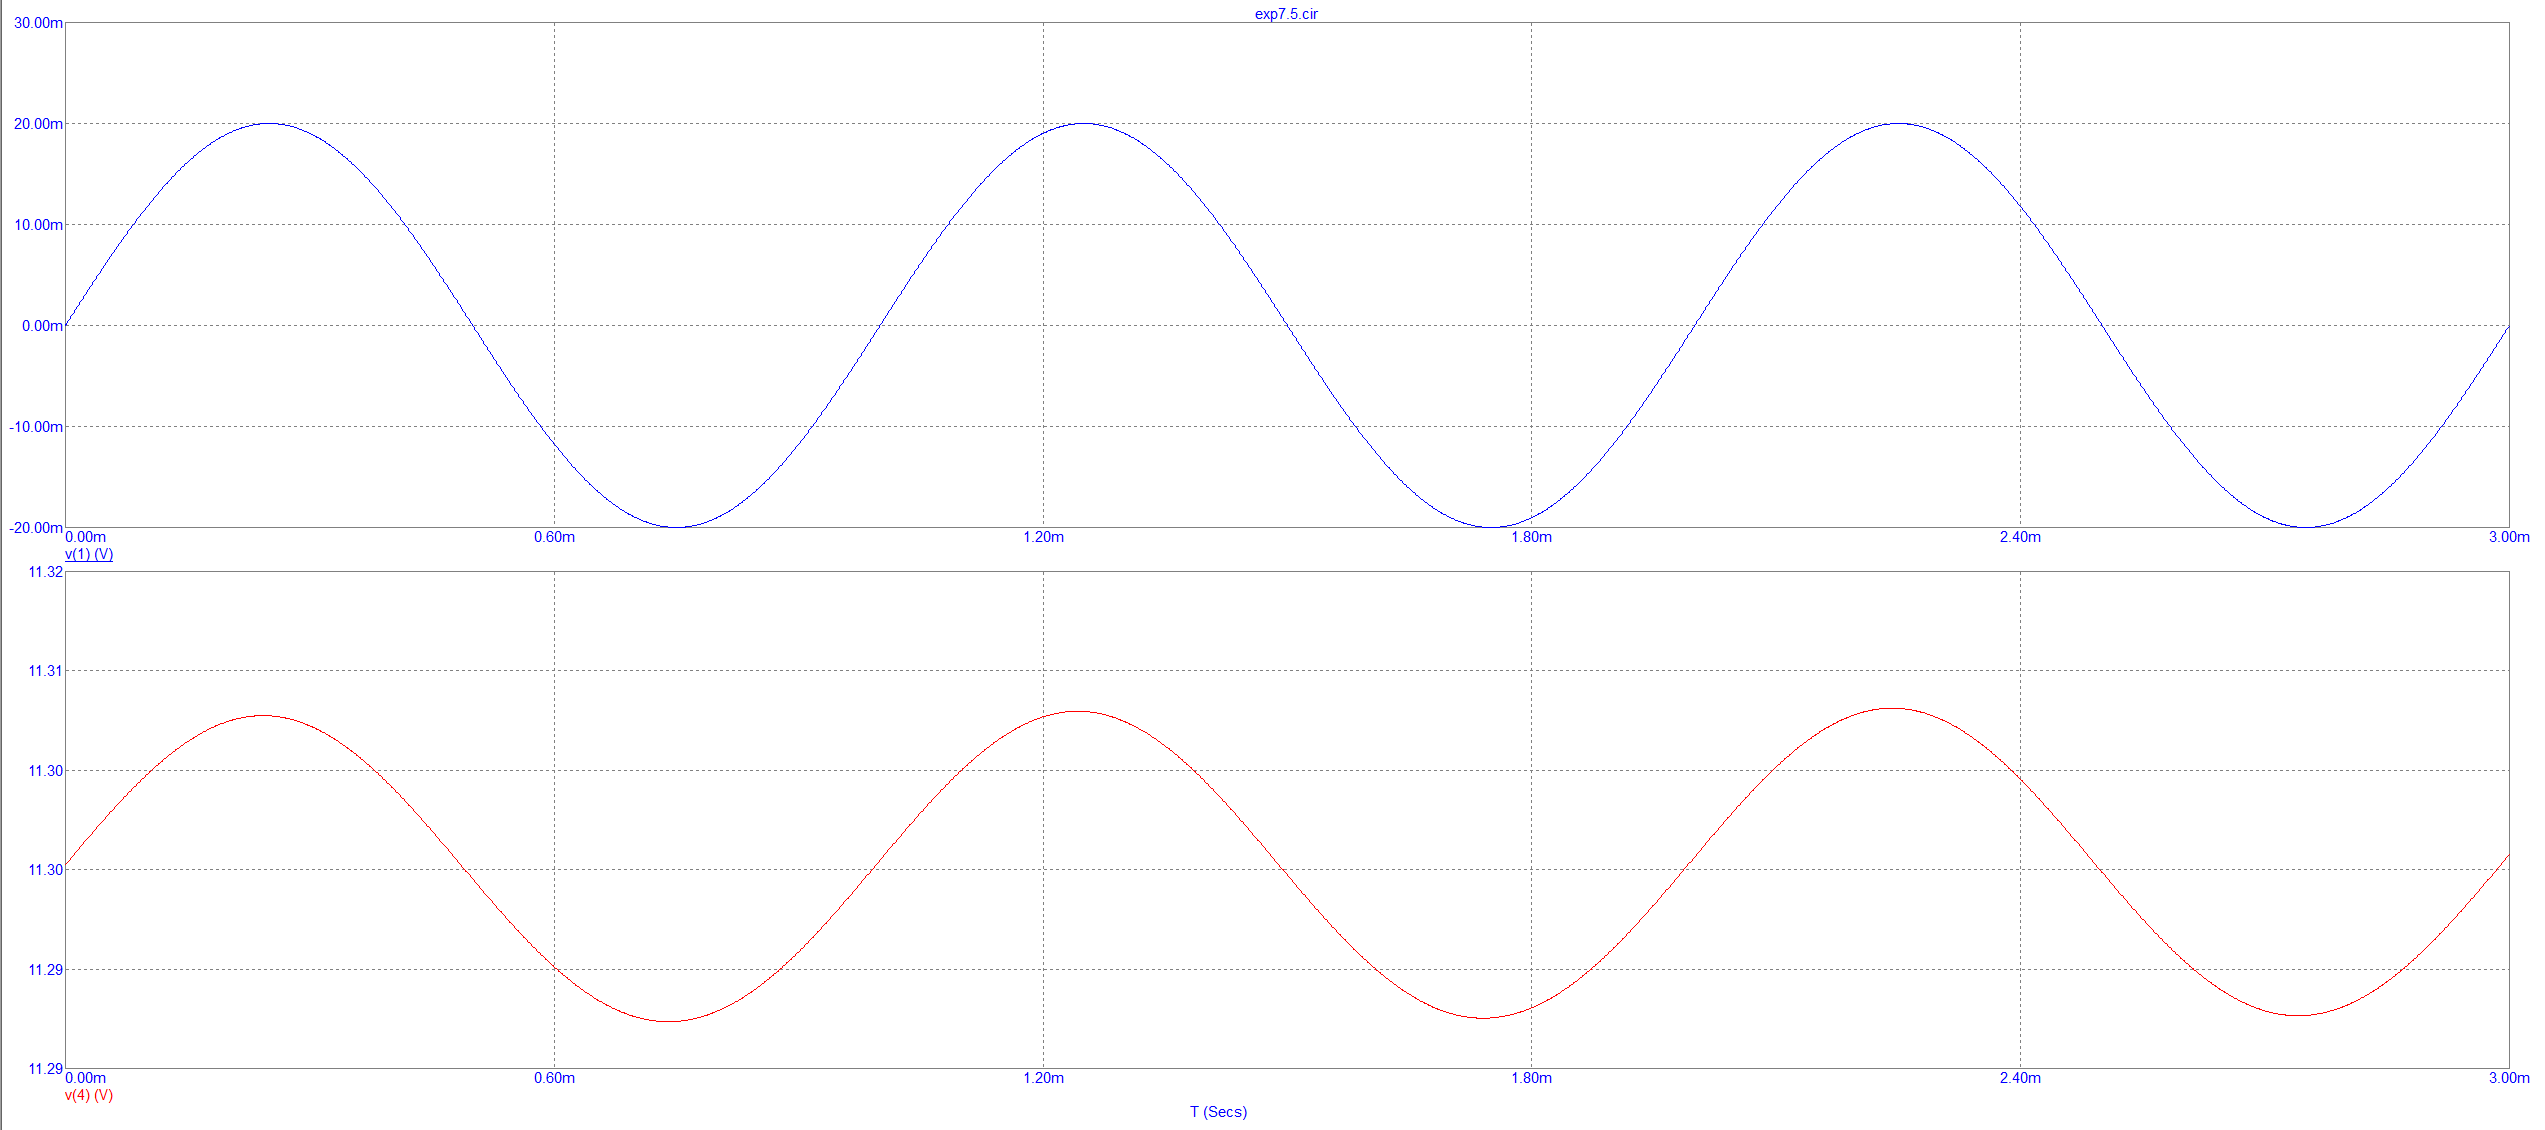 exp7.5.cir
30.00m
20.00m
10.00m
0.00m
-10.00m
-20.00m
0.00m 0.60m 1.20m 1.80m 2.40m 3.00m
v(1) (V)
11.32
11.31
11.30
11.30
11.29
11.29
0.00m 0.60m 1.20m 1.80m 2.40m 3.00m
v(4) (V)
T (Secs)